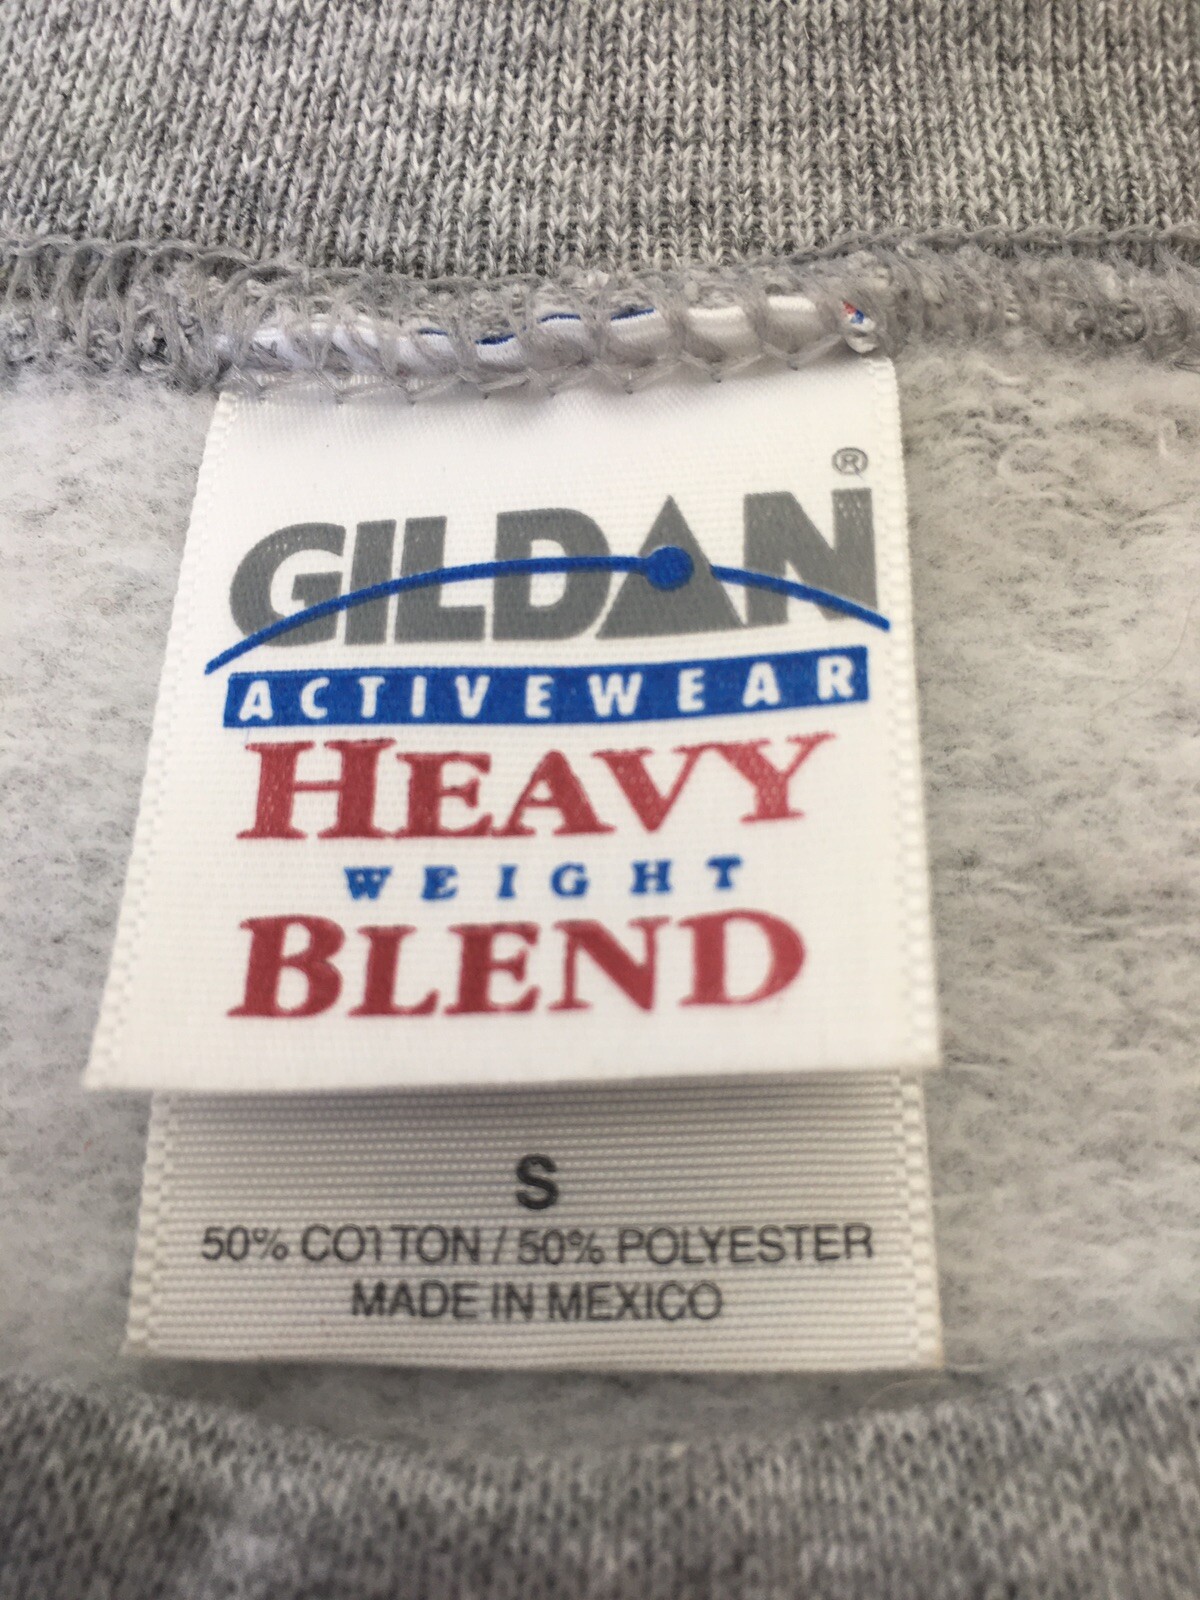 ®
GILDAN
ACTIVEWEAR
HEAVY
WEIGHT
BLEND
S
50% COTTON / 50% POLYESTER
MADE IN MEXICO